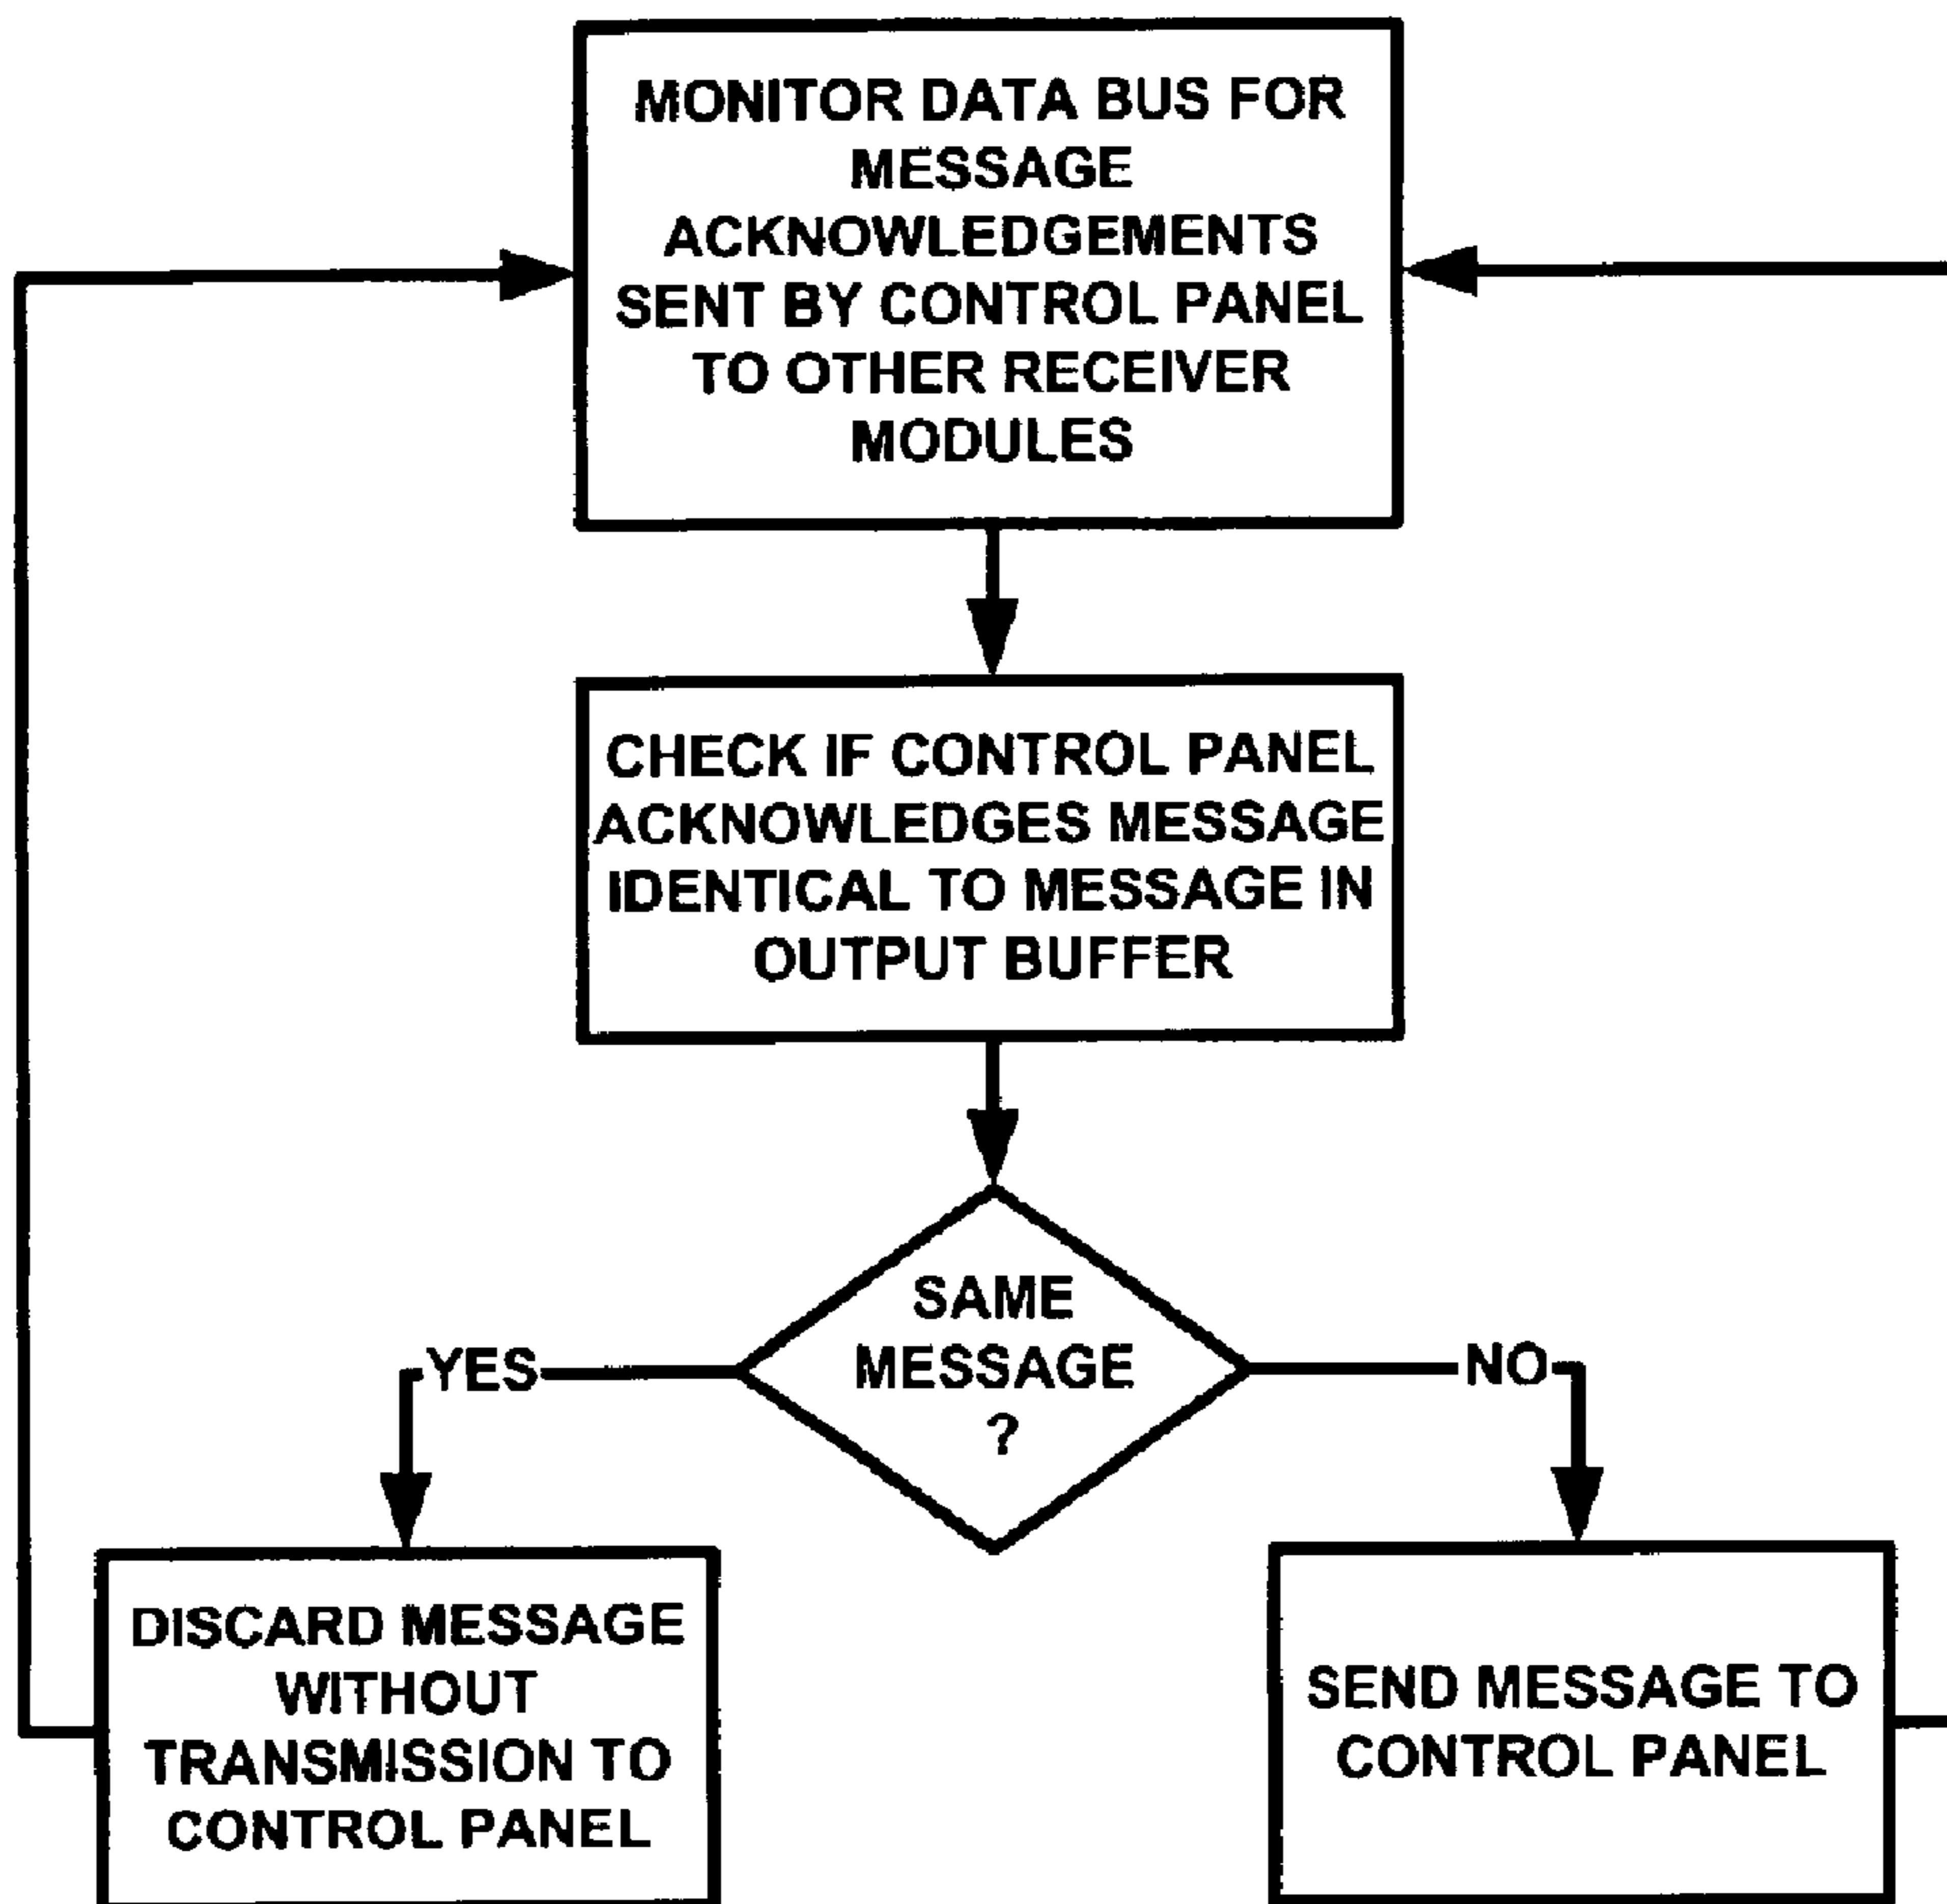 MONITOR DATA BUS FOR
MESSAGE
ACKNOWLEDGEMENTS
SENT BY CONTROL PANEL
TO OTHER RECEIVER
MODULES
CHECK IF CONTROL PANEL
ACKNOWLEDGES MESSAGE
IDENTICAL TO MESSAGE IN
OUTPUT BUFFER
SAME
MESSAGE
?
YES
NO
DISCARD MESSAGE
WITHOUT
TRANSMISSION TO
CONTROL PANEL
SEND MESSAGE TO
CONTROL PANEL